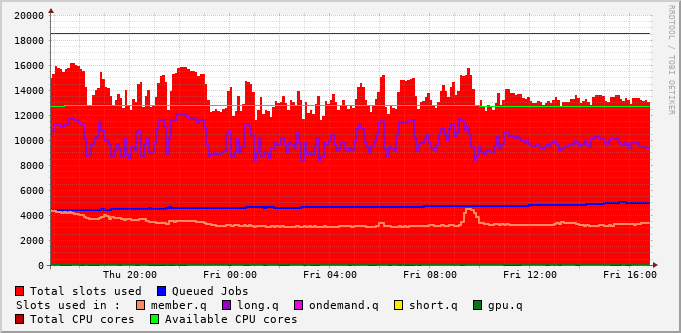 RRDTOOL / TOBI OETIKER
20000
18000
16000
14000
12000
10000
8000
6000
4000
2000
0
Thu 20:00 Fri 00:00 Fri 04:00 Fri 08:00 Fri 12:00 Fri 16:00
Total slots used Queued Jobs
Slots used in : member.q long.q ondemand.q short.q gpu.q
Total CPU cores Available CPU cores